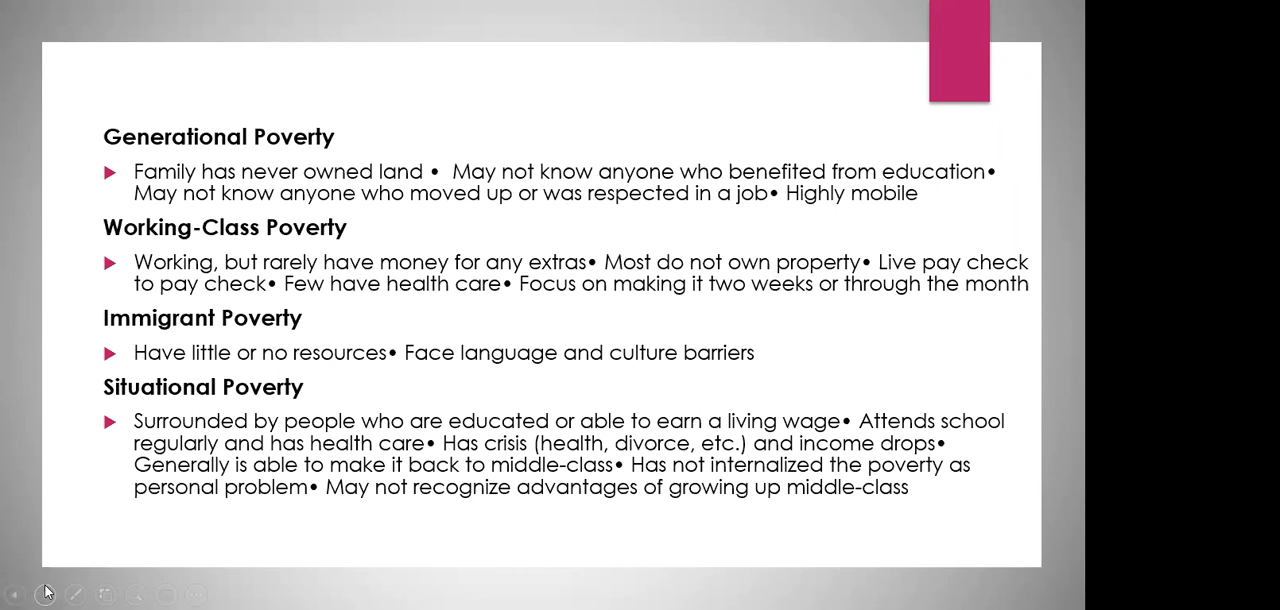 Generational Poverty
Family has never owned land •  May not know anyone who benefited from education•
May not know anyone who moved up or was respected in a job• Highly mobile
Working-Class Poverty
Working, but rarely have money for any extras• Most do not own property• Live pay check
to pay check• Few have health care• Focus on making it two weeks or through the month
Immigrant Poverty
Have little or no resources• Face language and culture barriers
Situational Poverty
Surrounded by people who are educated or able to earn a living wage• Attends school
regularly and has health care• Has crisis (health, divorce, etc.) and income drops•
Generally is able to make it back to middle-class• Has not internalized the poverty as
personal problem• May not recognize advantages of growing up middle-class